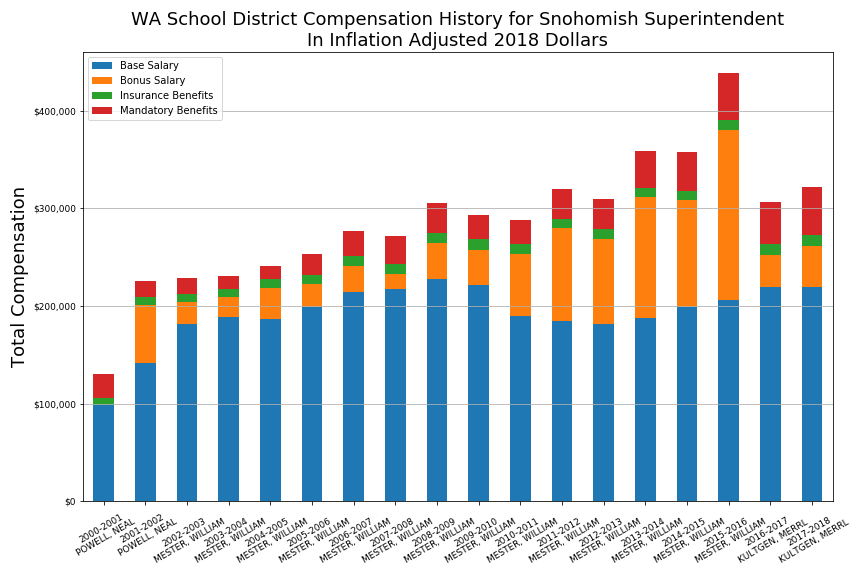 WA School District Compensation History for Snohomish Superintendent
In Inflation Adjusted 2018 Dollars
Base Salary
Bonus Salary
Insurance Benefits
Mandatory Benefits
Total Compensation
$400,000
$300,000
$200,000
$100,000
$0
2000-2001
POWELL, NEAL
2001-2002
POWELL, NEAL
2002-2003
MESTER, WILLIAM
2003-2004
MESTER, WILLIAM
2004-2005
MESTER, WILLIAM
2005-2006
MESTER, WILLIAM
2006-2007
MESTER, WILLIAM
2007-2008
MESTER, WILLIAM
2008-2009
MESTER, WILLIAM
2009-2010
MESTER, WILLIAM
2010-2011
MESTER, WILLIAM
2011-2012
MESTER, WILLIAM
2012-2013
MESTER, WILLIAM
2013-2014
MESTER, WILLIAM
2014-2015
MESTER, WILLIAM
2015-2016
MESTER, WILLIAM
2016-2017
KULTGEN, MERRL
2017-2018
KULTGEN, MERRL